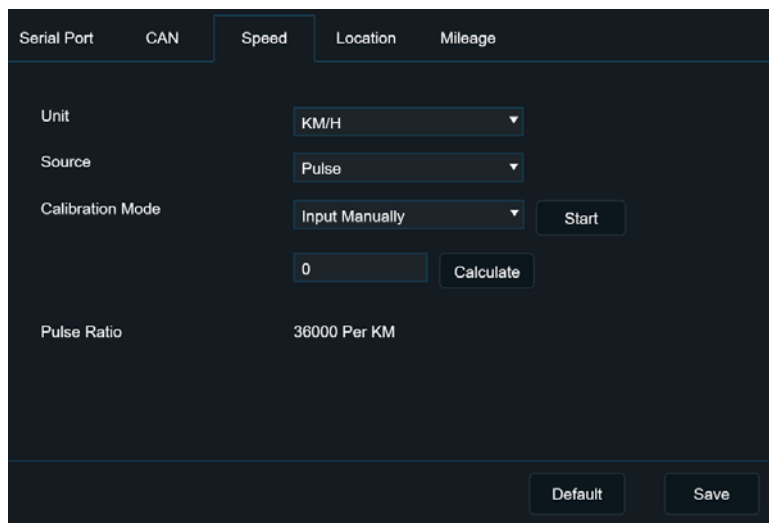 Serial Port CAN Speed Location Mileage
Unit KM/H
Source Pulse
Calibration Mode Input Manually Start
0 Calculate
Pulse Ratio 36000 Per KM
Default Save